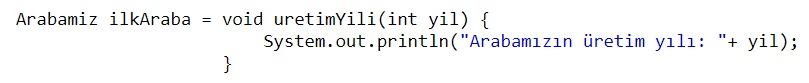 Arabamiz ilkAraba = void uretimYili(int yil) {
System.out.println("Arabamızın üretim yılı: "+ yil);
}